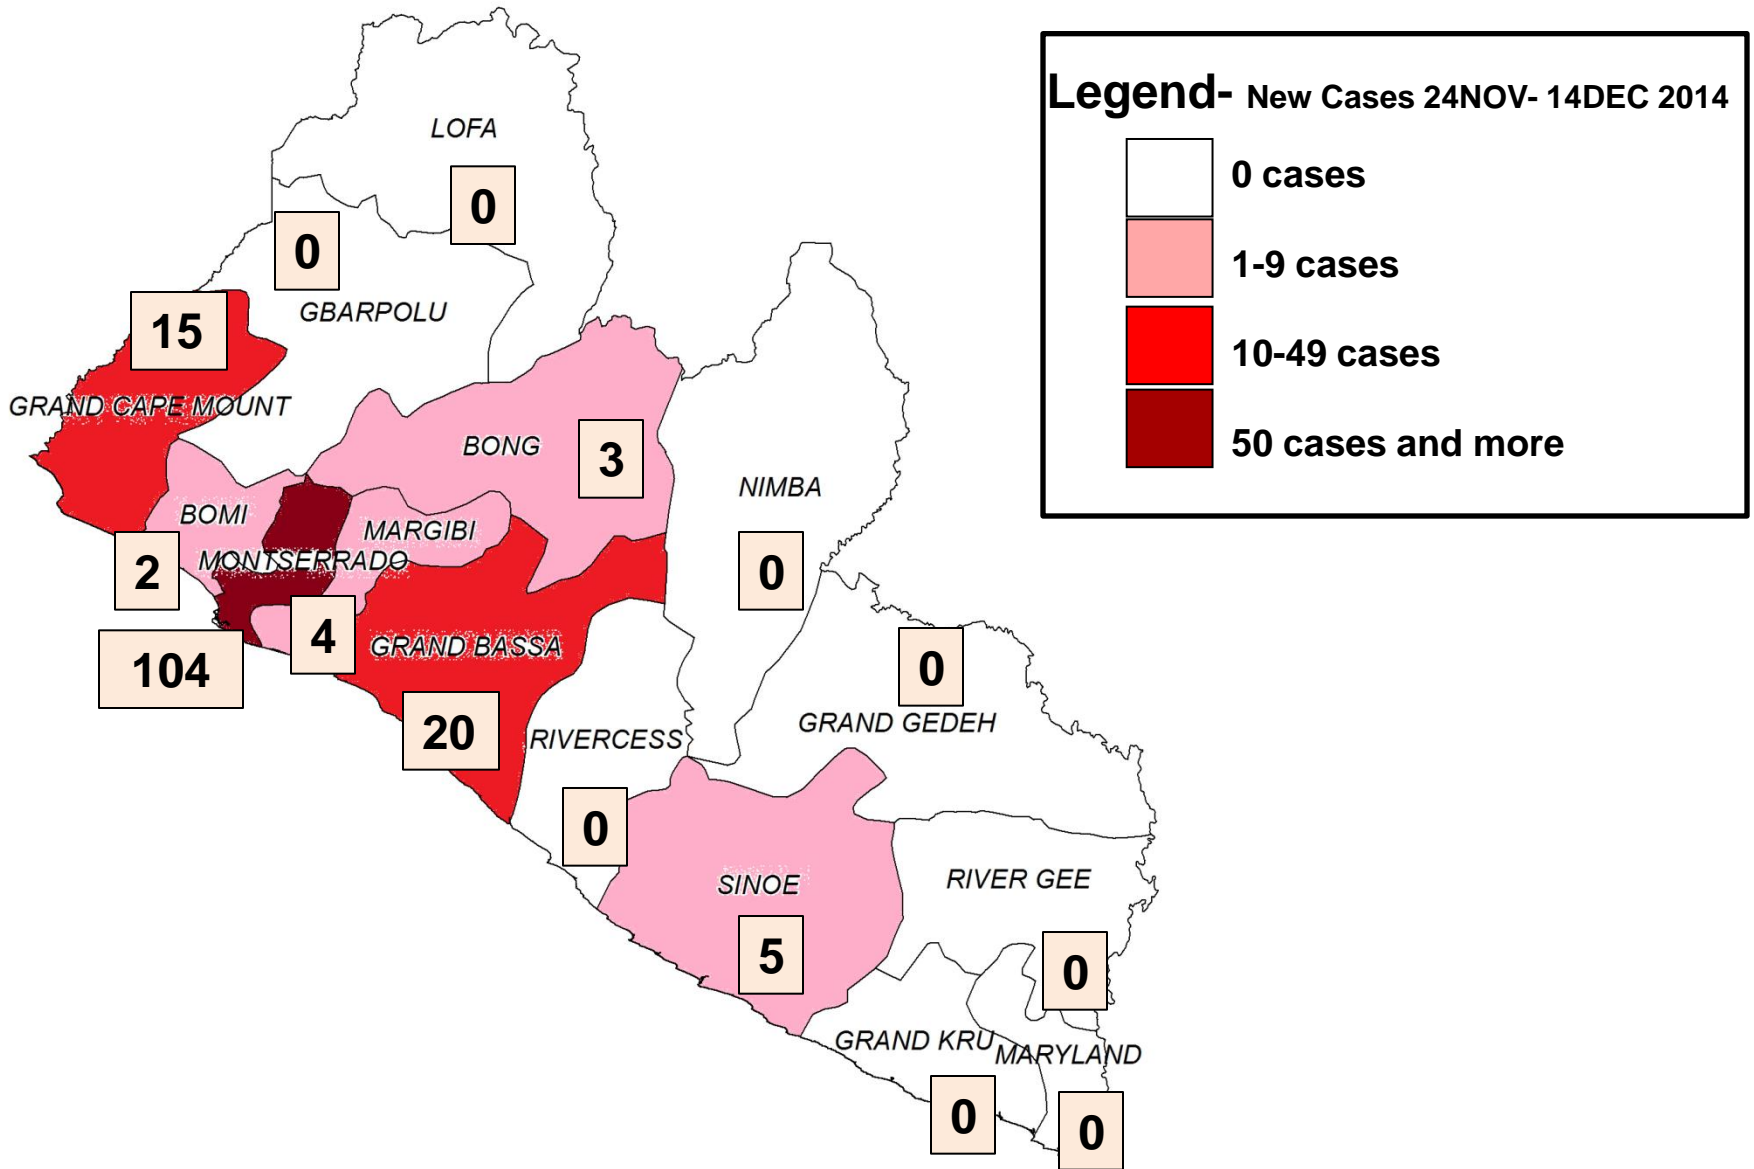 Legend- New Cases 24NOV- 14DEC 2014
0 cases
1-9 cases
10-49 cases
50 cases and more
LOFA
0
0
GBARPOLU
15
GRAND CAPE MOUNT
BONG
3
NIMBA
0
BOMI
2
MARGIBI
MONTSERRADO
4
104
GRAND BASSA
20
RIVERCESS
0
0
GRAND GEDEH
SINOE
5
RIVER GEE
0
GRAND KRU
0
MARYLAND
0